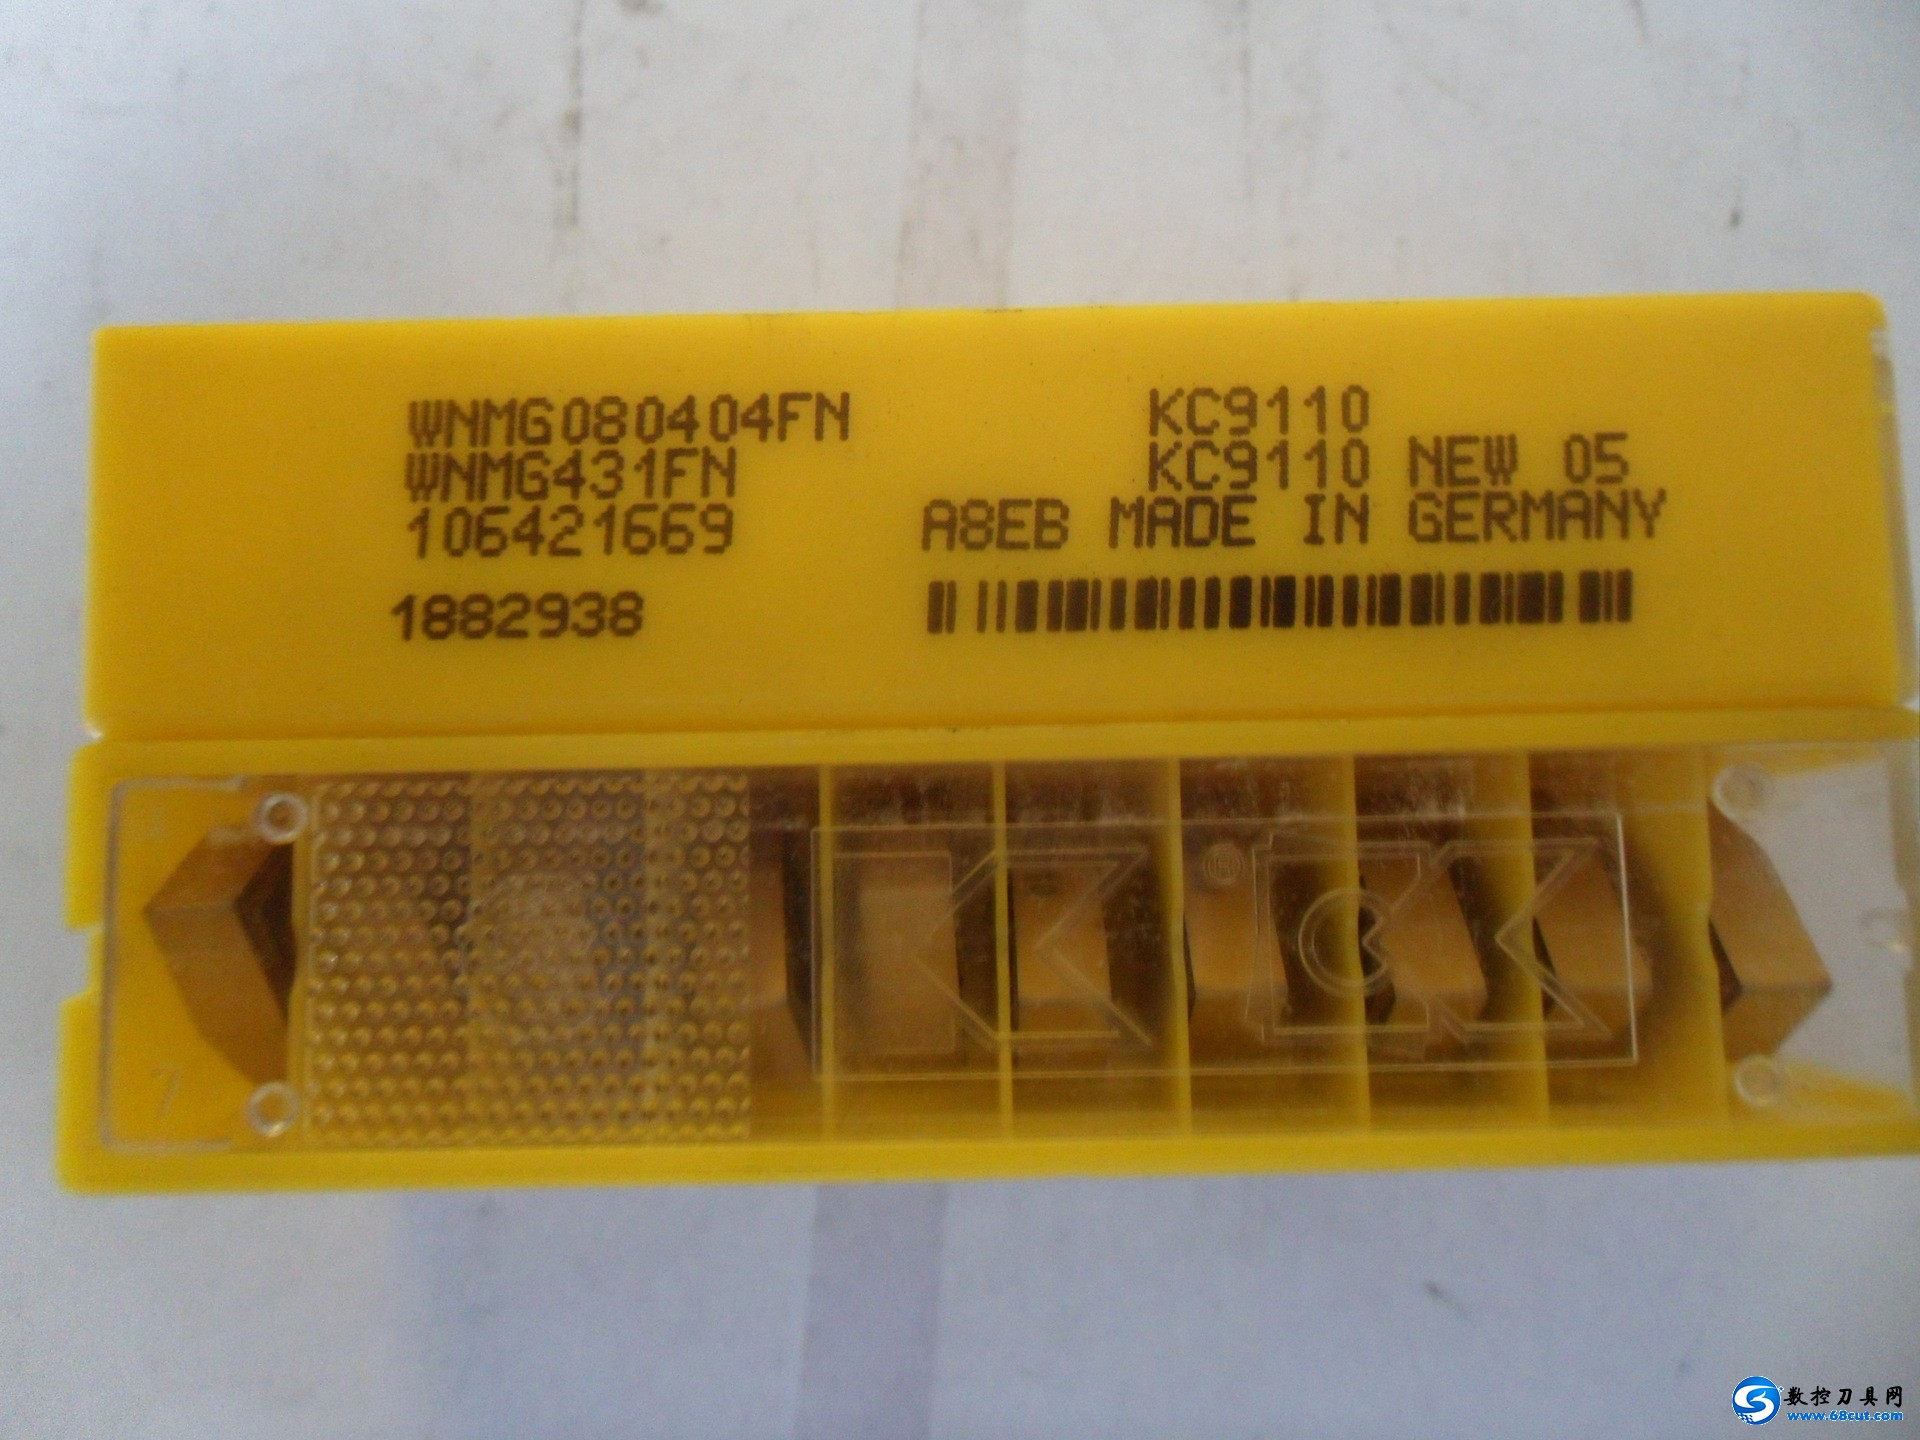 WNMG080404FN KC9110
WNMG431FN KC9110 NEW 05
106421669 A8EB MADE IN GERMANY
1882938
®
7
数控刀具网
www.68cut.com